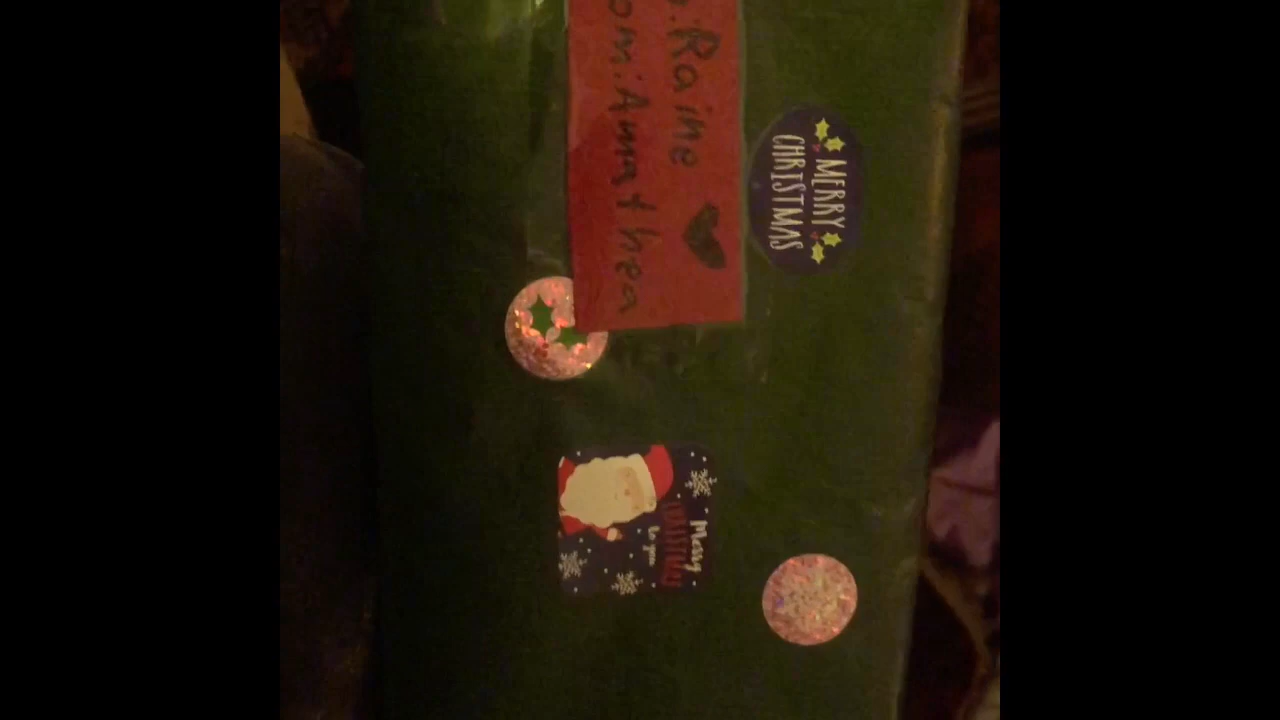 o: Raine ♥
om: Amathea
MERRY
CHRISTMAS
Merry
CHRISTMAS
to you